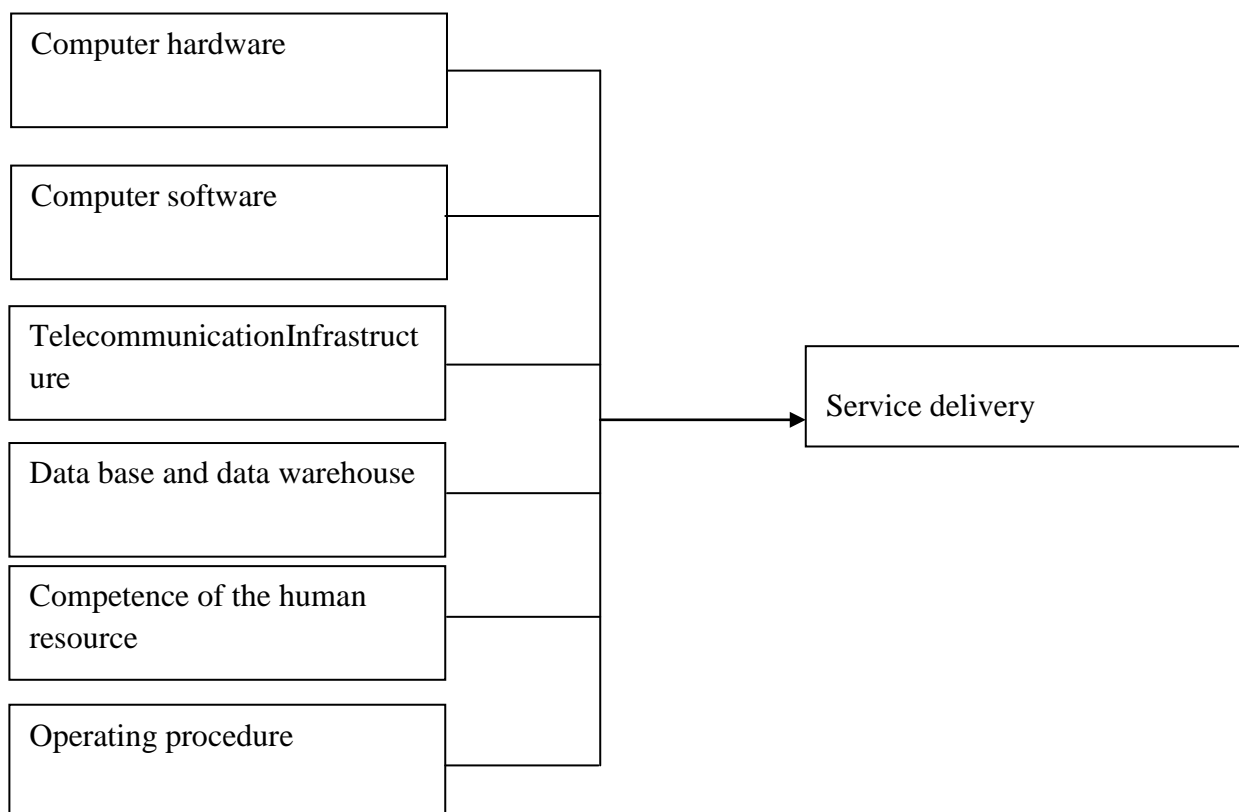 Computer hardware
Computer software
TelecommunicationInfrastruct
ure
Service delivery
Data base and data warehouse
Competence of the human
resource
Operating procedure